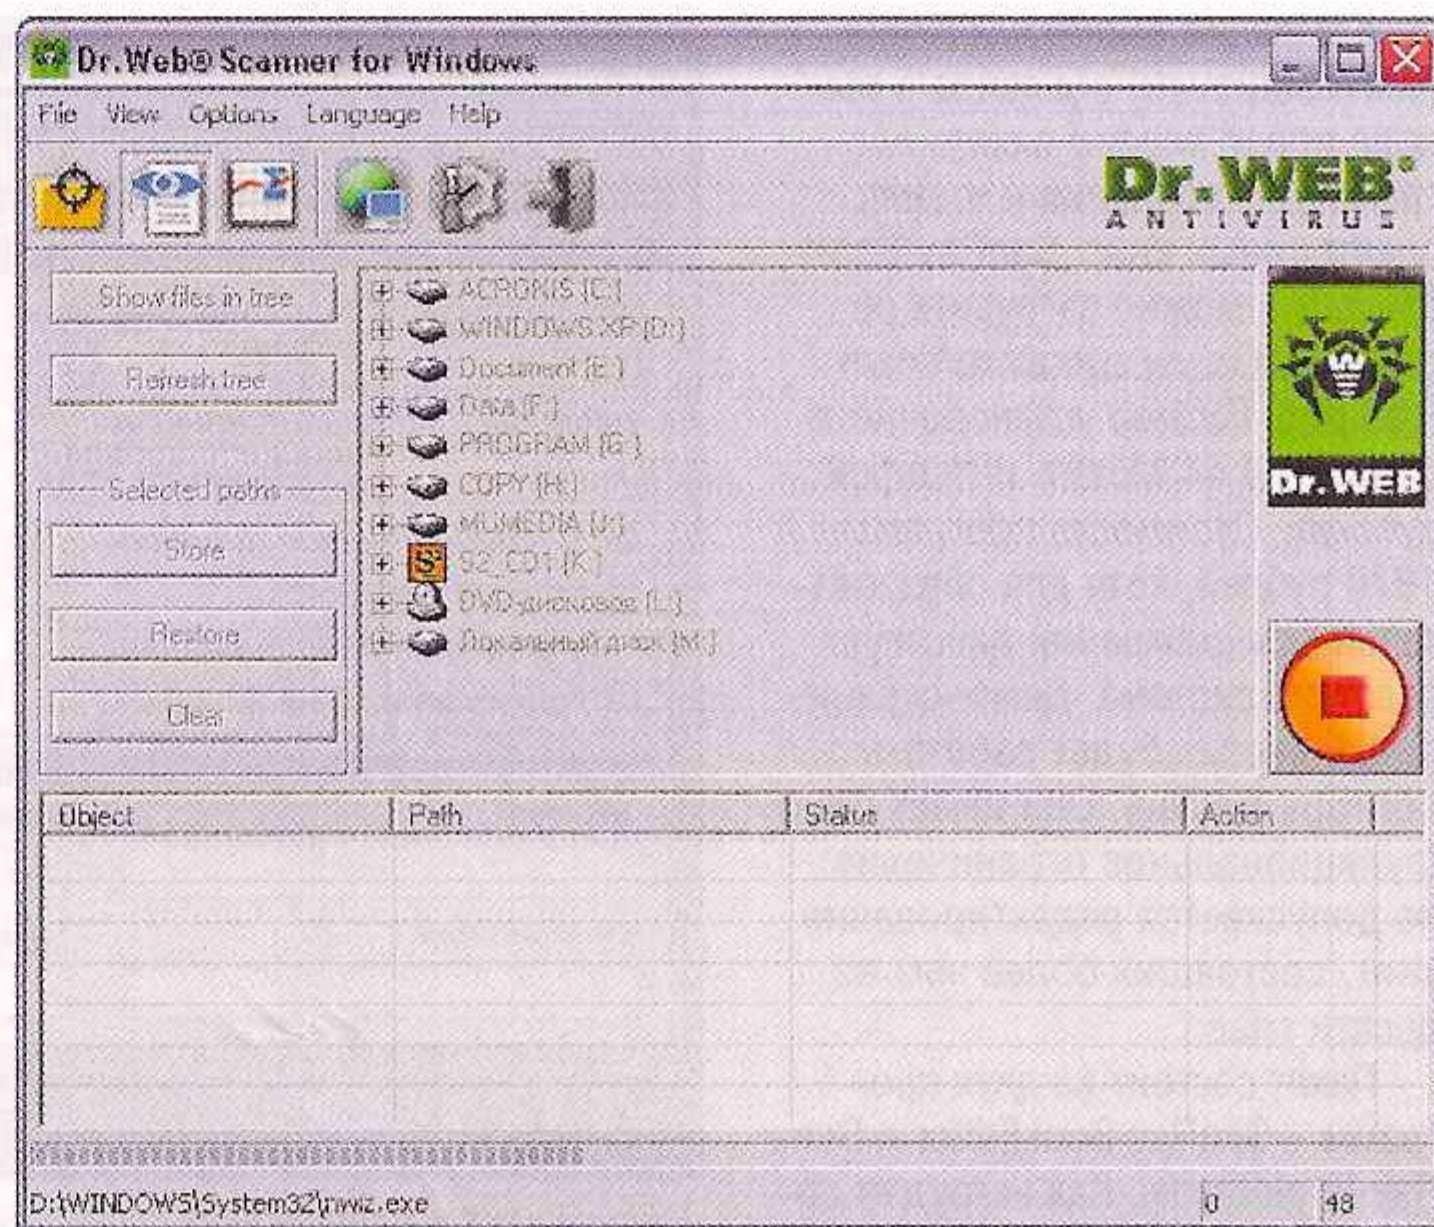 Dr.Web® Scanner for Windows
File View Options Language Help
Dr.WEB®
ANTIVIRUS
Show files in tree
Refresh tree
Selected paths
Store
Restore
Clear
ACRONIS (C:)
WINDOWS XP (D:)
Document (E:)
Data (F:)
PROGRAM (G:)
COPY (H:)
MUMEDIA (J:)
S2_CD1 (K:)
DVD-дисковод (L:)
Локальный диск (M:)
Dr.WEB
Object Path Status Action
D:\WINDOWS\System32\nwiz.exe 0 48